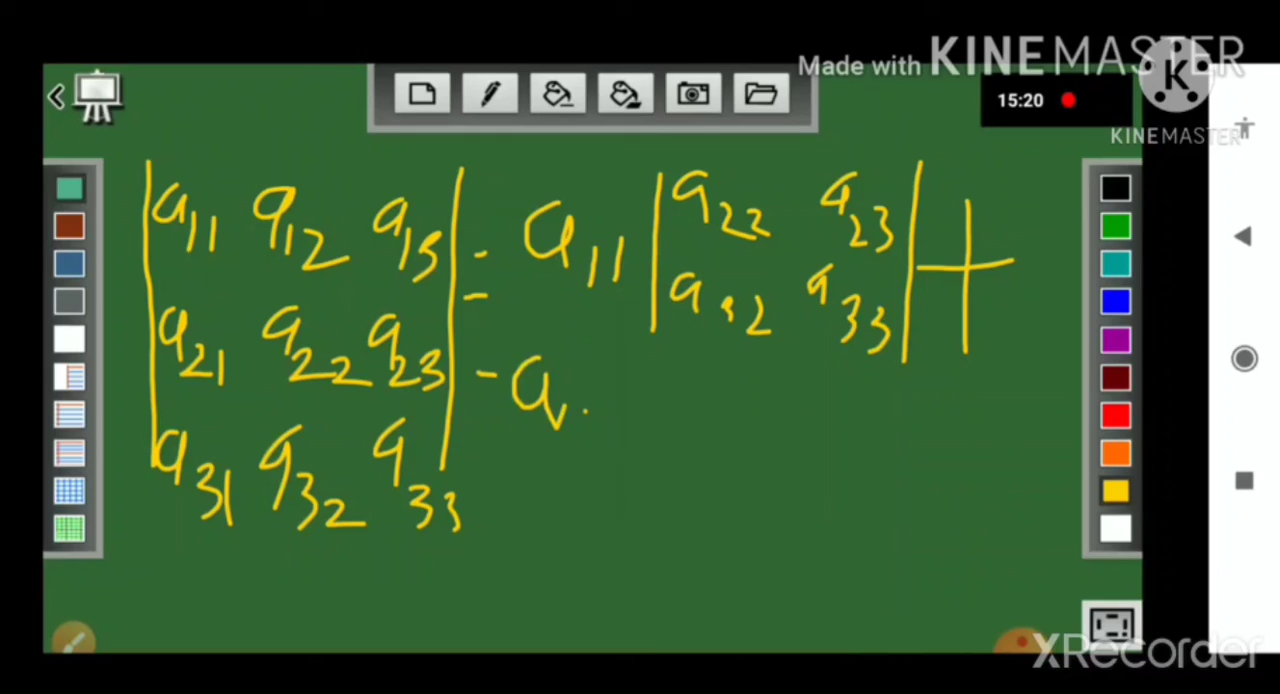 Made with KINEMASTER
K
15:20
KINEMASTER
a11 a12 a13 = a11 a22 a23 +
a32 a33
a21 a22 a23 - a
a31 a32 a33
XRecorder